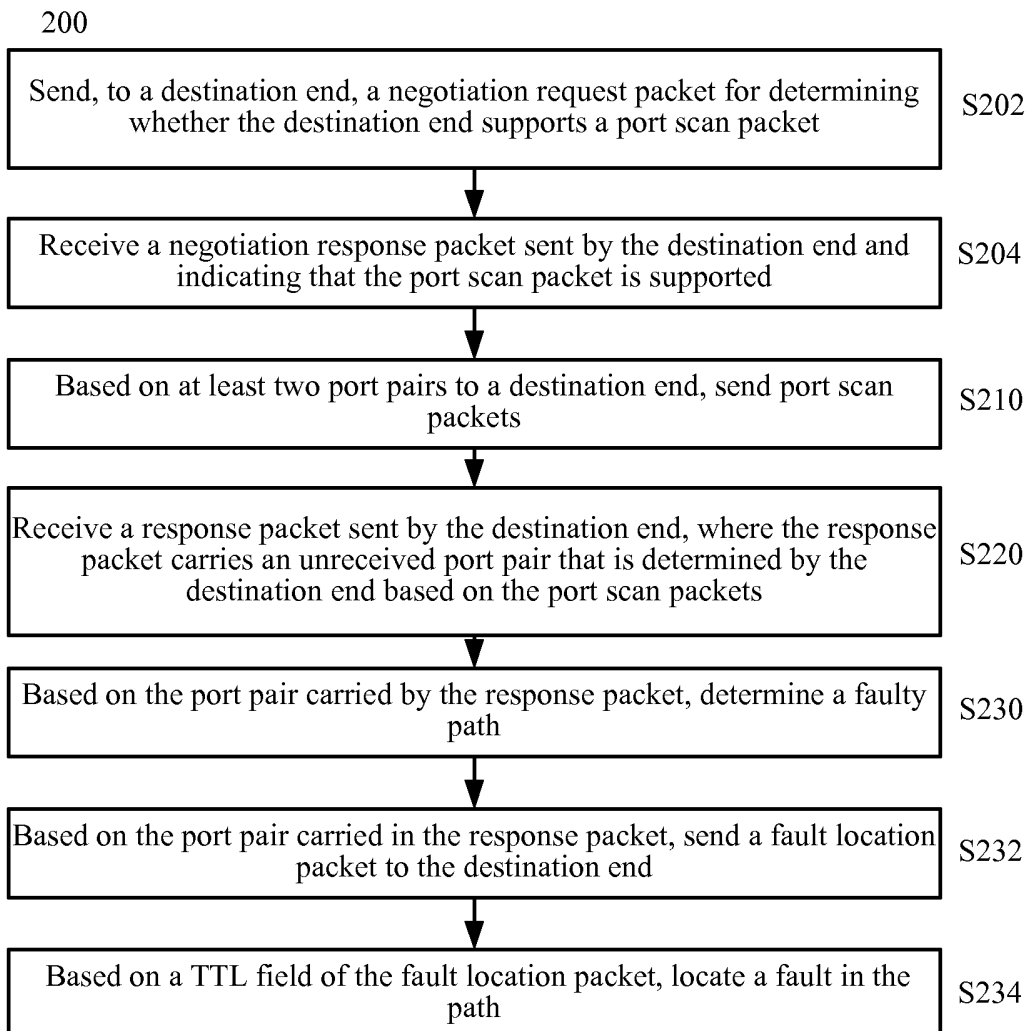 200
Send, to a destination end, a negotiation request packet for determining
whether the destination end supports a port scan packet
S202
Receive a negotiation response packet sent by the destination end and
indicating that the port scan packet is supported
S204
Based on at least two port pairs to a destination end, send port scan
packets
S210
Receive a response packet sent by the destination end, where the response
packet carries an unreceived port pair that is determined by the
destination end based on the port scan packets
S220
Based on the port pair carried by the response packet, determine a faulty
path
S230
Based on the port pair carried in the response packet, send a fault location
packet to the destination end
S232
Based on a TTL field of the fault location packet, locate a fault in the
path
S234